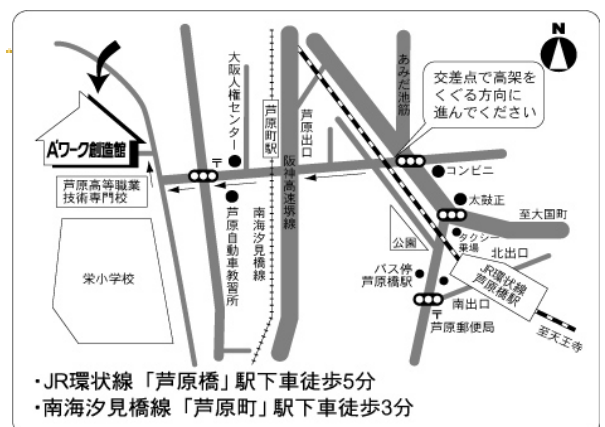 N
交差点で高架を
くぐる方向に
進んでください
あみだ池筋
大阪人権センター
芦原町駅
芦原出口
阪神高速堺線
A'ワーク創造館
芦原高等職業
技術専門校
栄小学校
芦原自動車教習所
南海汐見橋線
コンビニ
太鼓正
至大国町
タクシー
乗場
公園
北出口
バス停
芦原橋駅
JR環状線
芦原橋駅
南出口
芦原郵便局
至天王寺
・JR環状線「芦原橋」駅下車徒歩5分
・南海汐見橋線「芦原町」駅下車徒歩3分